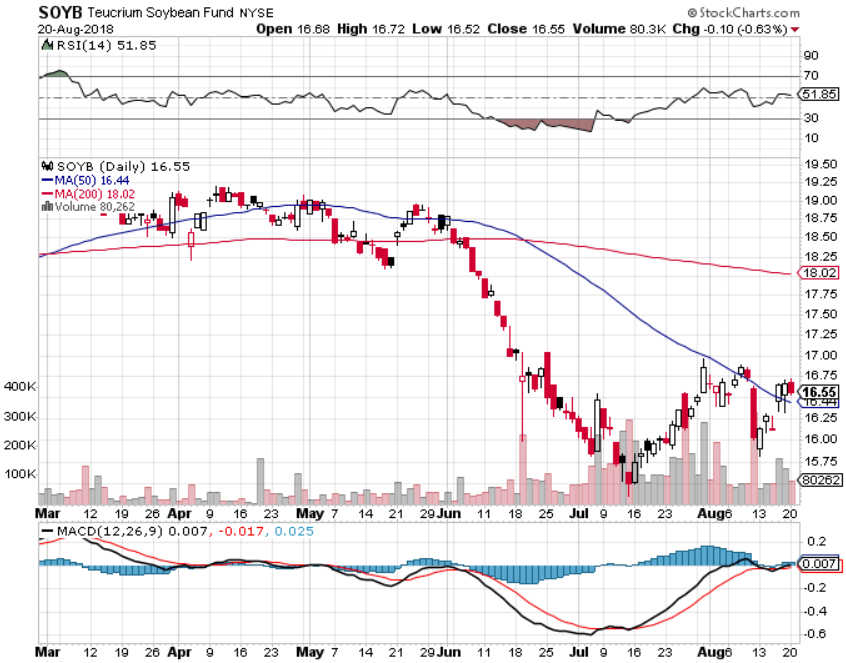 SOYB Teucrium Soybean Fund NYSE © StockCharts.com
20-Aug-2018 Open 16.68 High 16.72 Low 16.52 Close 16.55 Volume 80.3K Chg -0.10 (-0.63%)
RSI(14) 51.85
90
70
51.85
30
10
SOYB (Daily) 16.55
MA(50) 16.44
MA(200) 18.02
Volume 80,262
19.50
19.25
19.00
18.75
18.50
18.25
18.02
17.75
17.50
17.25
17.00
16.75
16.55
16.44
16.25
16.00
15.75
400K
300K
200K
100K
80262
Mar 12 19 26 Apr 9 16 23 May 7 14 21 29 Jun 11 18 25 Jul 9 16 23 Aug 6 13 20
MACD(12,26,9) 0.007, -0.017, 0.025
0.2
0.007
-0.2
-0.4
-0.6
Mar 12 19 26 Apr 9 16 23 May 7 14 21 29 Jun 11 18 25 Jul 9 16 23 Aug 6 13 20